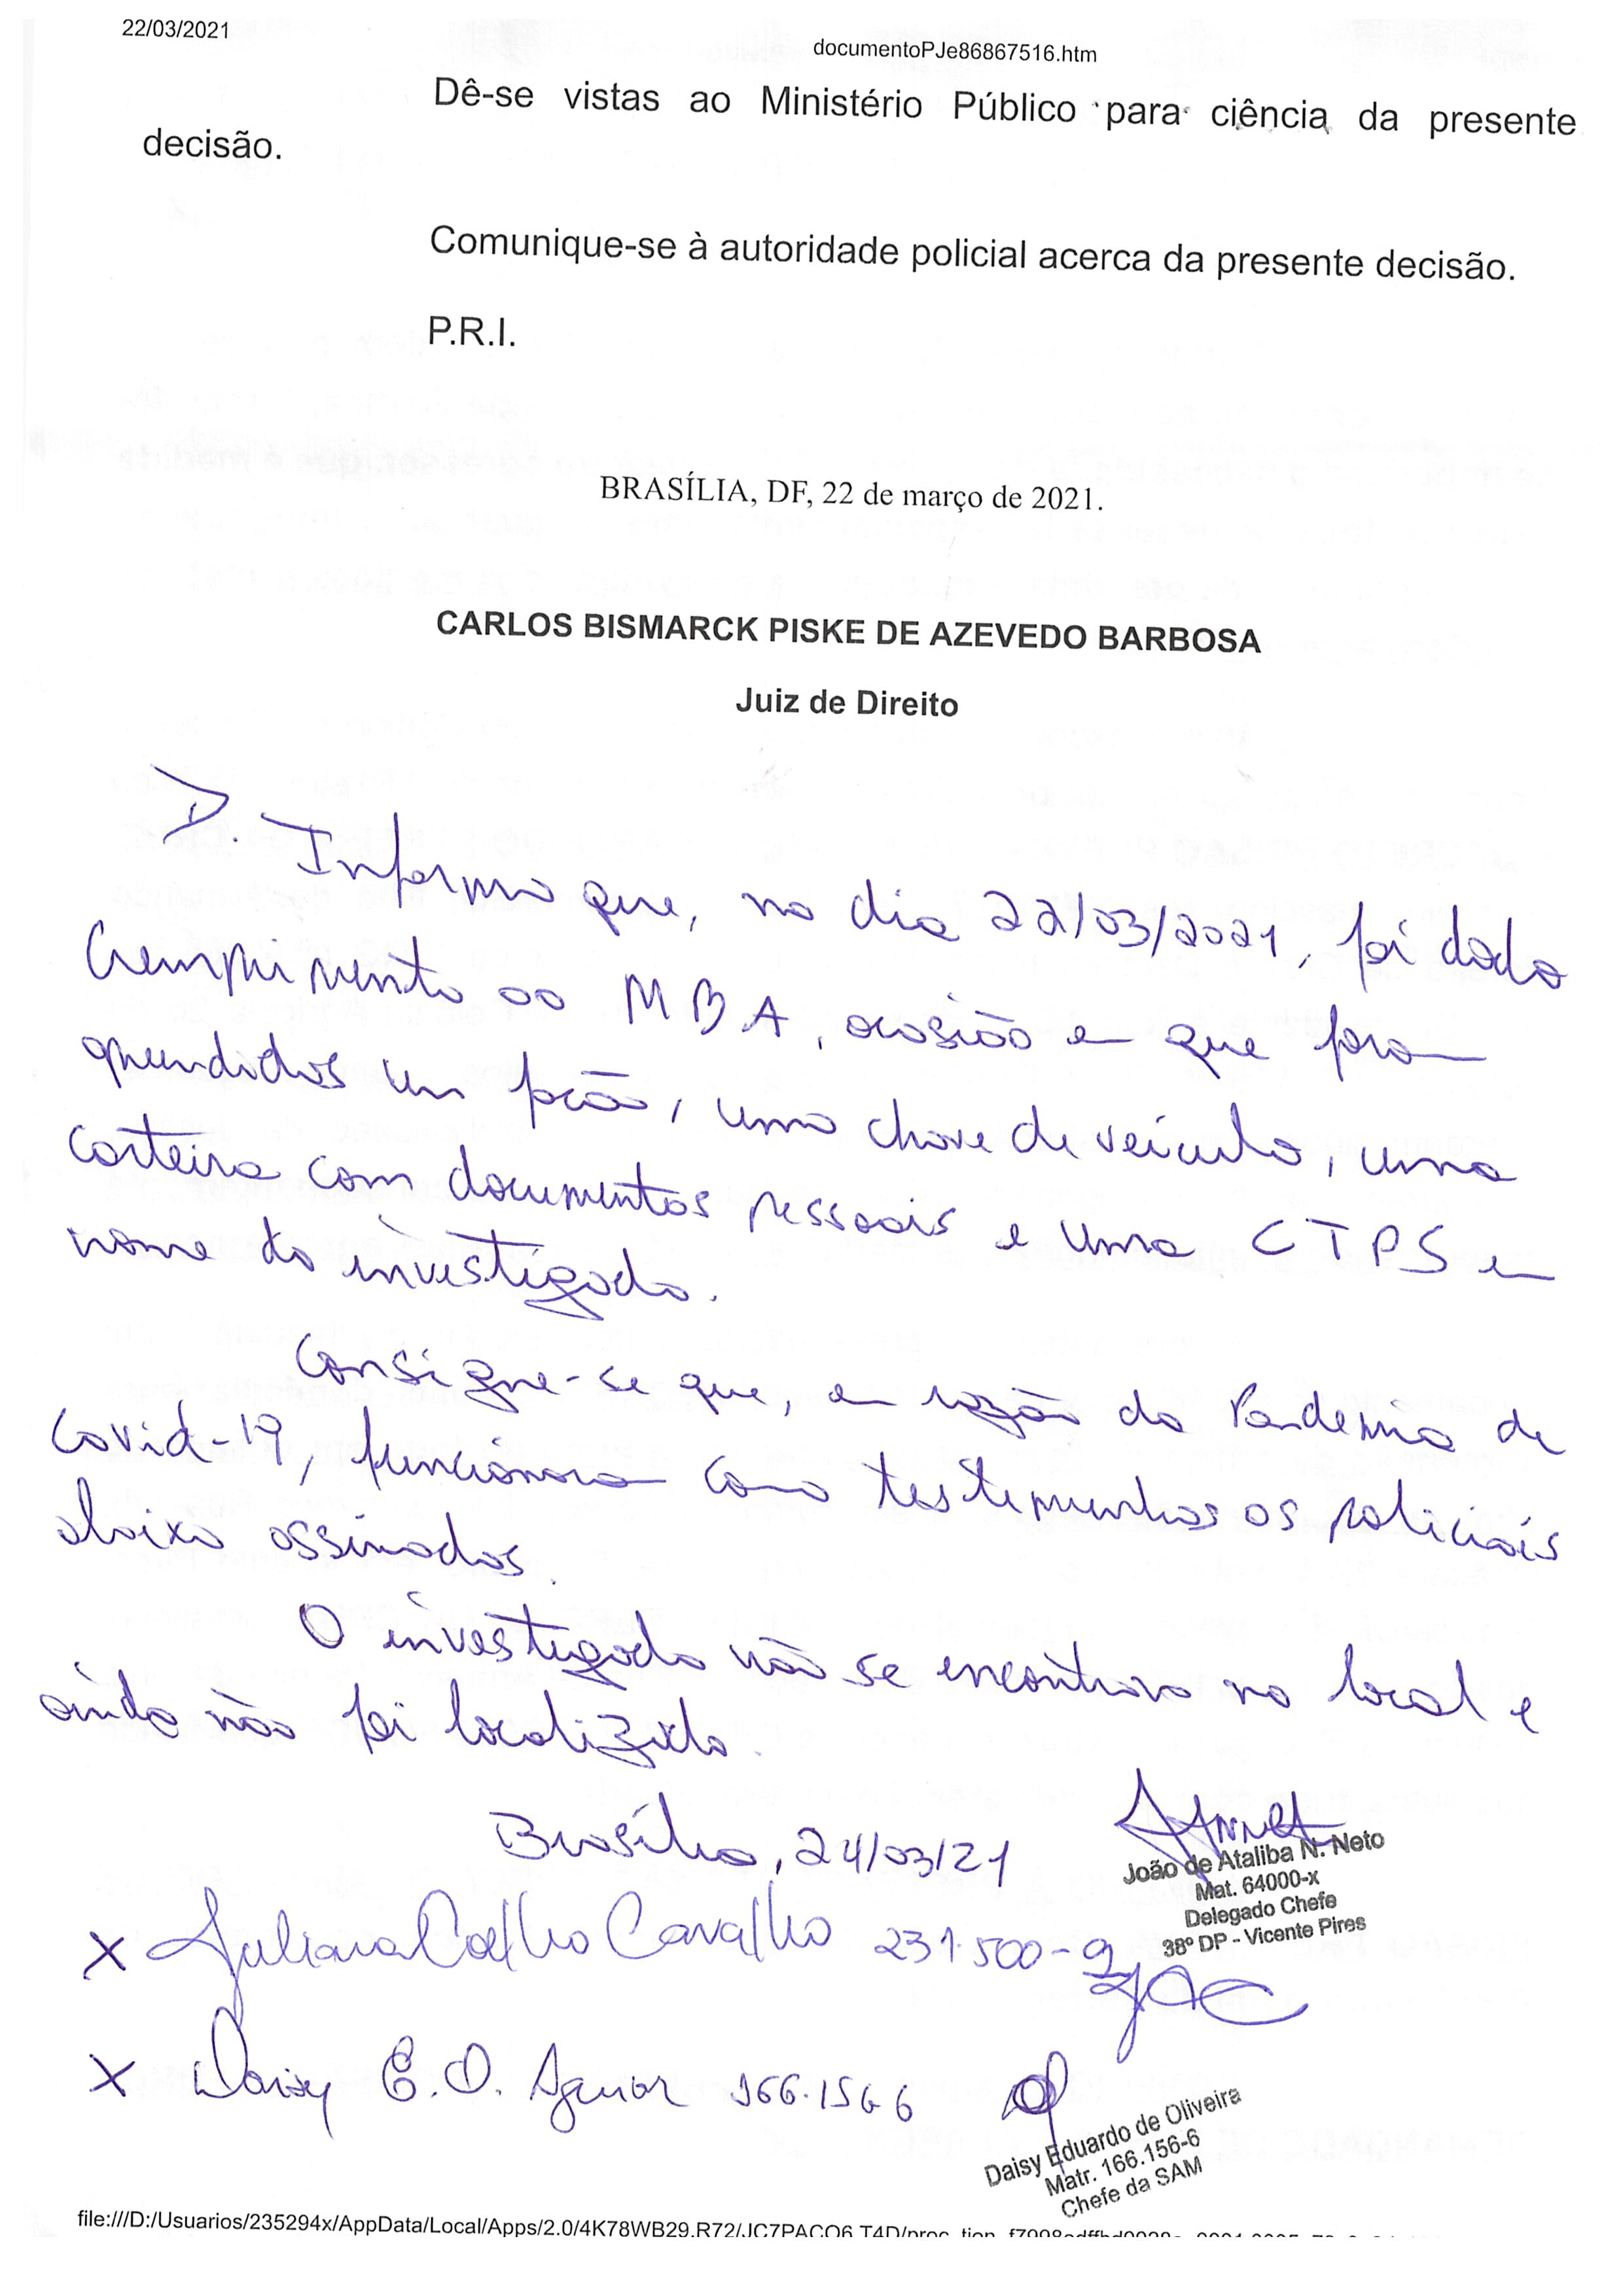 22/03/2021
documentoPJe86867516.htm
Dê-se vistas ao Ministério Público para ciência da presente
decisão.
Comunique-se à autoridade policial acerca da presente decisão.
P.R.I.
BRASÍLIA, DF, 22 de março de 2021.
CARLOS BISMARCK PISKE DE AZEVEDO BARBOSA
Juiz de Direito
D. Informo que, no dia 22/03/2021, foi dado
Cumprimento ao MBA, ocasião em que foram
apreendidos um facão, uma chave de veículo, uma
carteira com documentos pessoais e uma CTPS em
nome do investigado.
Consigne-se que, em razão da Pandemia de
Covid-19, funcionaram como testemunhas os policiais
abaixo assinados.
O investigado não se encontrava no local e
ainda não foi localizado.
Brasília, 24/03/21
João de Ataliba N. Neto
Mat. 64000-x
Delegado Chefe
38º DP - Vicente Pires
x Juliana Coelho Carvalho 231.500-9
x Daisy E. O. Aguiar 166.156 6
Daisy Eduardo de Oliveira
Matr. 166.156-6
Chefe da SAM
file:///D:/Usuarios/235294x/AppData/Local/Apps/2.0/4K78WB29.R72/JC7PACO6.T4D/proc..tion